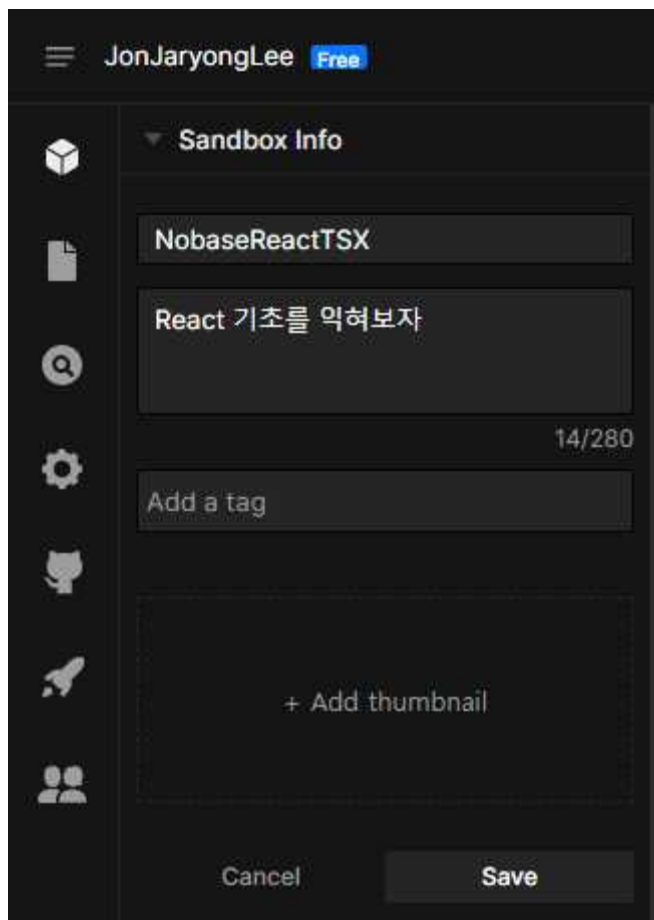 JonJaryongLee Free
Sandbox Info
NobaseReactTSX
React 기초를 익혀보자
14/280
Add a tag
+ Add thumbnail
Cancel Save